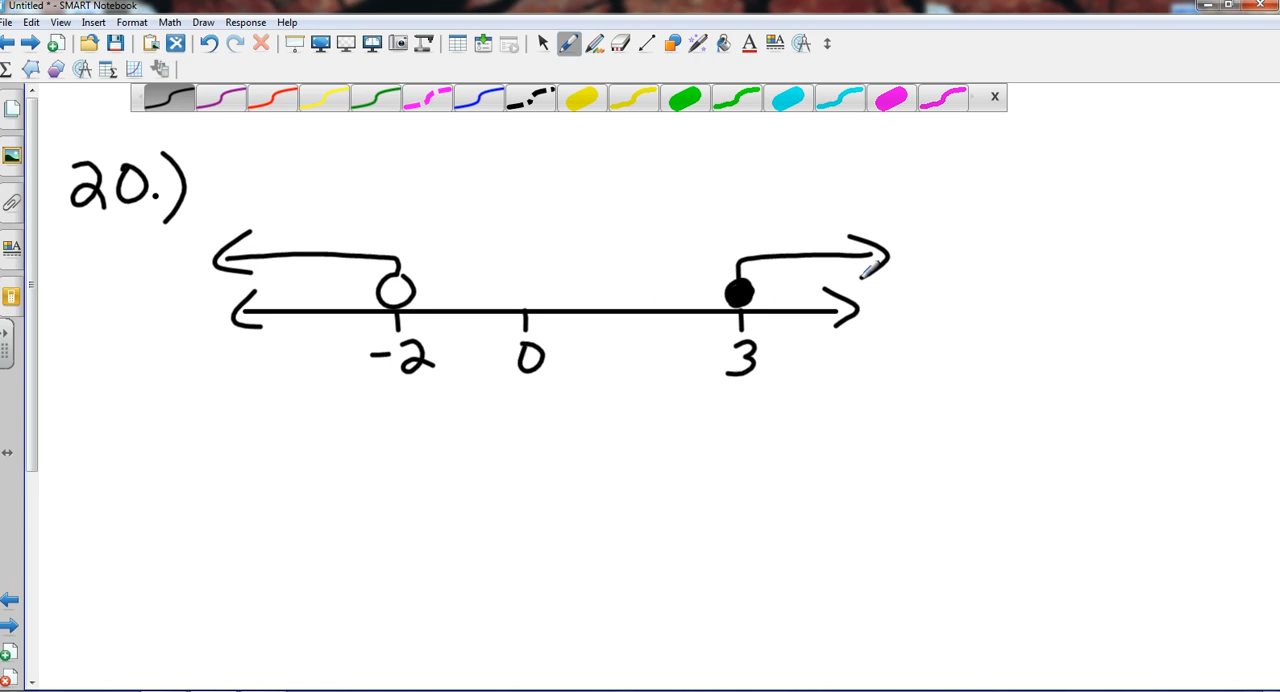 Untitled * - SMART Notebook
File Edit View Insert Format Math Draw Response Help
20.)
-2 0 3